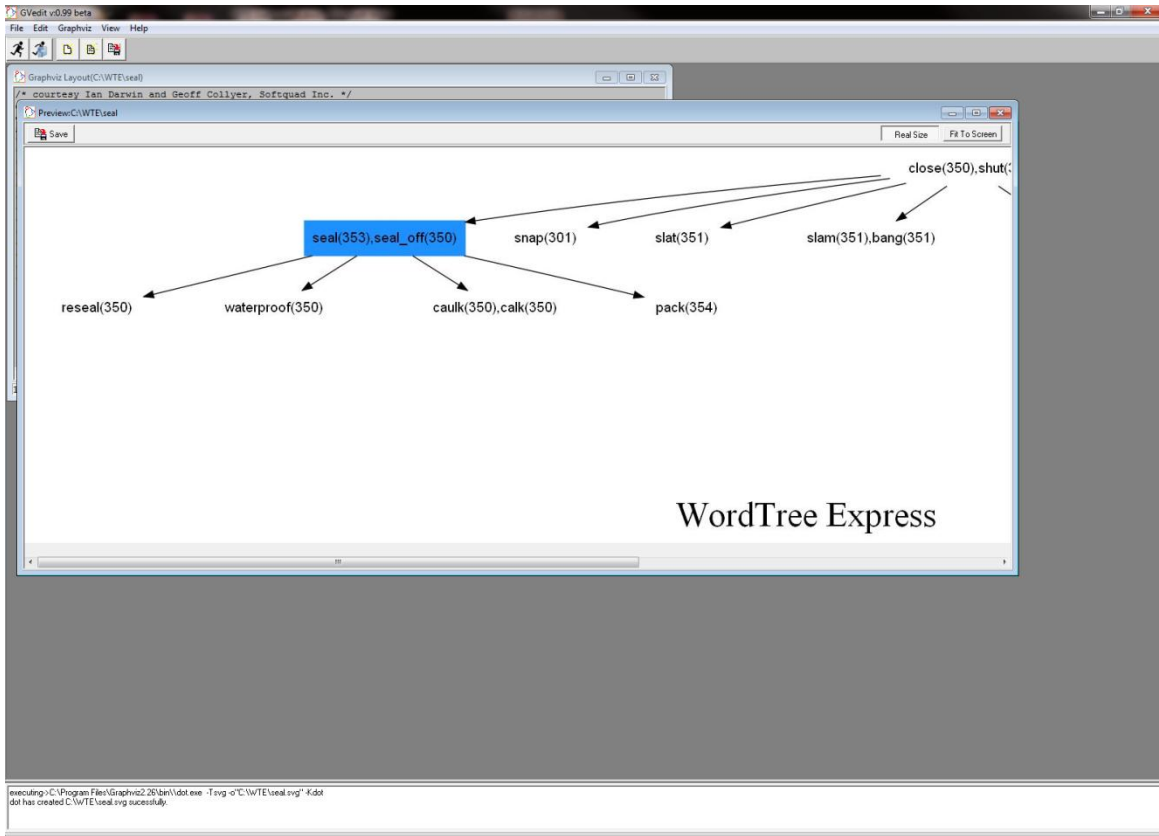 GVedit v:0.99 beta
File Edit Graphviz View Help
Graphviz Layout(C:\WTE\seal)
/* courtesy Ian Darwin and Geoff Collyer, Softquad Inc. */
Preview:C:\WTE\seal
Save Real Size Fit To Screen
close(350),shut(
seal(353),seal_off(350) snap(301) slat(351) slam(351),bang(351)
reseal(350) waterproof(350) caulk(350),calk(350) pack(354)
WordTree Express
executing->C:\Program Files\Graphviz2.26\bin\\dot.exe -Tsvg -o"C:\WTE\seal.svg" -Kdot
dot has created C:\WTE\seal.svg sucessfully.